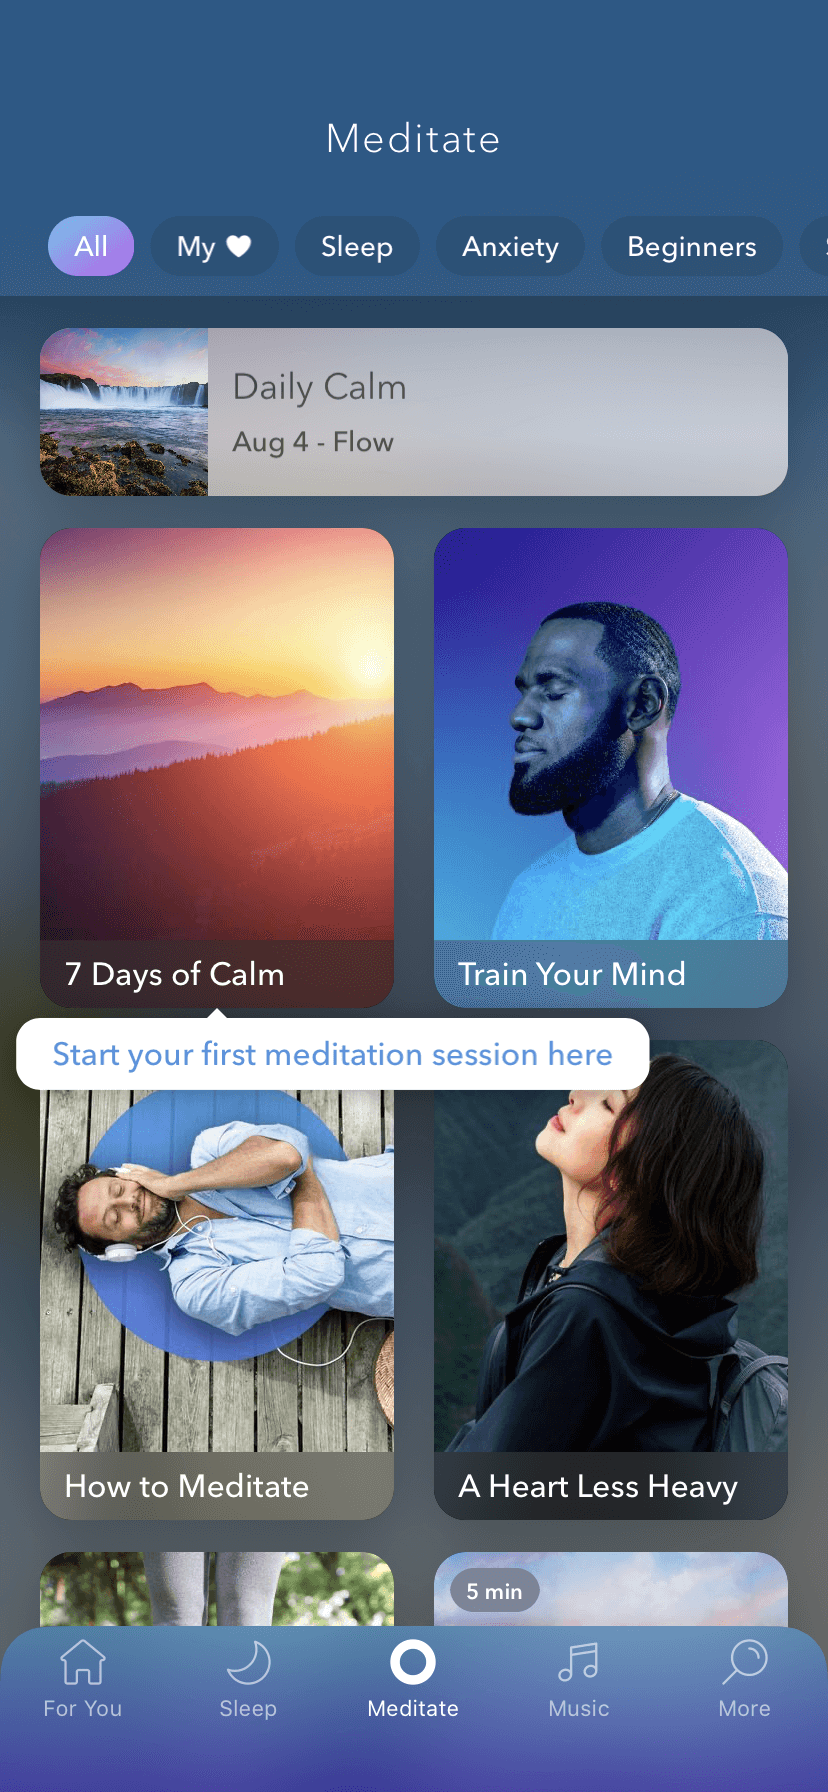 Meditate
All
My 🤍
Sleep
Anxiety
Beginners
Daily Calm
Aug 4 - Flow
7 Days of Calm
Train Your Mind
Start your first meditation session here
How to Meditate
A Heart Less Heavy
5 min
For You
Sleep
Meditate
Music
More